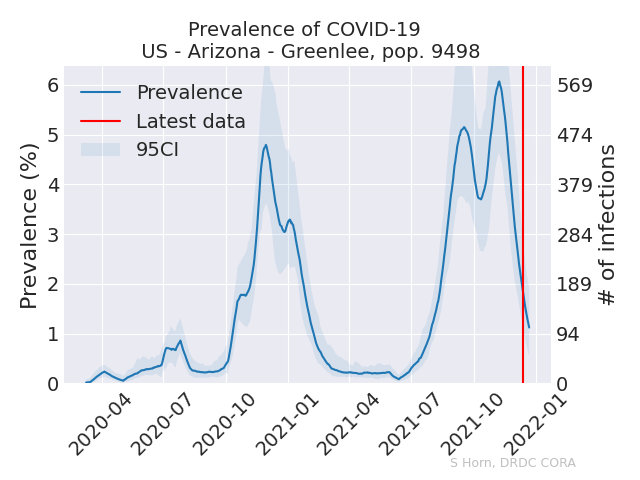 Prevalence of COVID-19
US - Arizona - Greenlee, pop. 9498
Prevalence
Latest data
95CI
Prevalence (%)
6
5
4
3
2
1
0
569
474
379
284
189
94
0
# of infections
2020-04
2020-07
2020-10
2021-01
2021-04
2021-07
2021-10
2022-01
S Horn, DRDC CORA